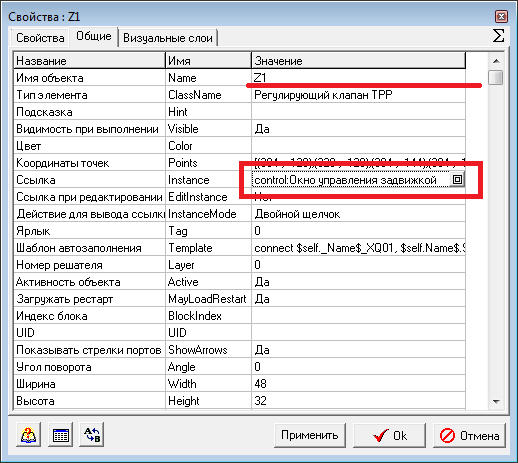 Свойства : Z1
Свойства Общие Визуальные слои Σ
Название Имя Значение
Имя объекта Name Z1
Тип элемента ClassName Регулирующий клапан TPP
Подсказка Hint
Видимость при выполнении Visible Да
Цвет Color
Координаты точек Points
Ссылка Instance control:Окно управления задвижкой
Ссылка при редактировании EditInstance
Действие для вывода ссылки InstanceMode Двойной щелчок
Ярлык Tag 0
Шаблон автозаполнения Template connect $self._Name$_XQ01, $self.Name$.
Номер решателя Layer 0
Активность объекта Active Да
Загружать рестарт MayLoadRestart Да
Индекс блока BlockIndex
UID UID
Показывать стрелки портов ShowArrows Да
Угол поворота Angle 0
Ширина Width 48
Высота Height 32
Применить Ok Отмена